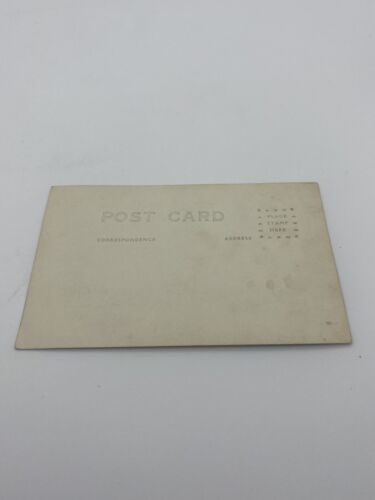 POST CARD
PLACE
STAMP
HERE
CORRESPONDENCE
ADDRESS